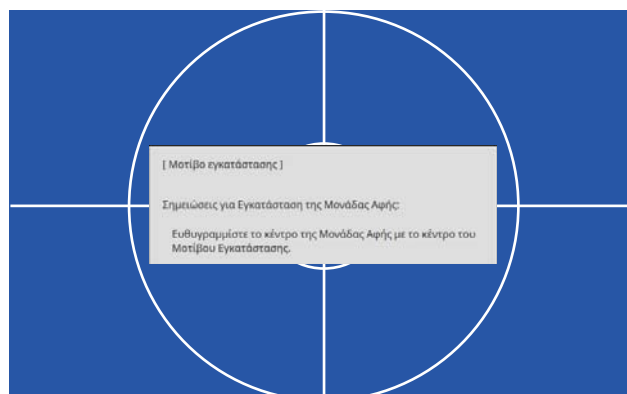 [ Μοτίβο εγκατάστασης ]
Σημειώσεις για Εγκατάσταση της Μονάδας Αφής:
Ευθυγραμμίστε το κέντρο της Μονάδας Αφής με το κέντρο του
Μοτίβου Εγκατάστασης.